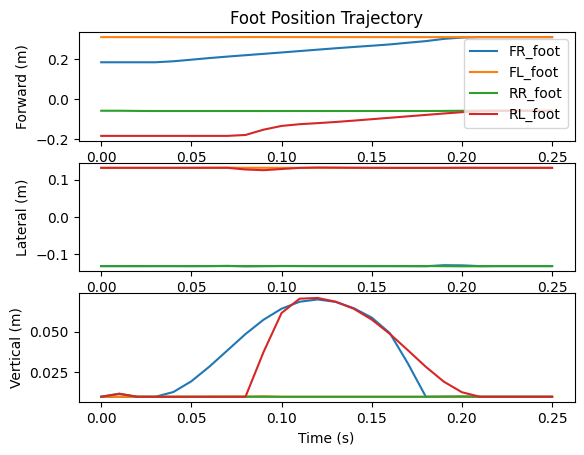 Foot Position Trajectory
Forward (m)
0.2
0.0
−0.2
FR_foot
FL_foot
RR_foot
RL_foot
0.00 0.05 0.10 0.15 0.20 0.25
Lateral (m)
0.1
0.0
−0.1
0.00 0.05 0.10 0.15 0.20 0.25
Vertical (m)
0.050
0.025
0.00 0.05 0.10 0.15 0.20 0.25
Time (s)